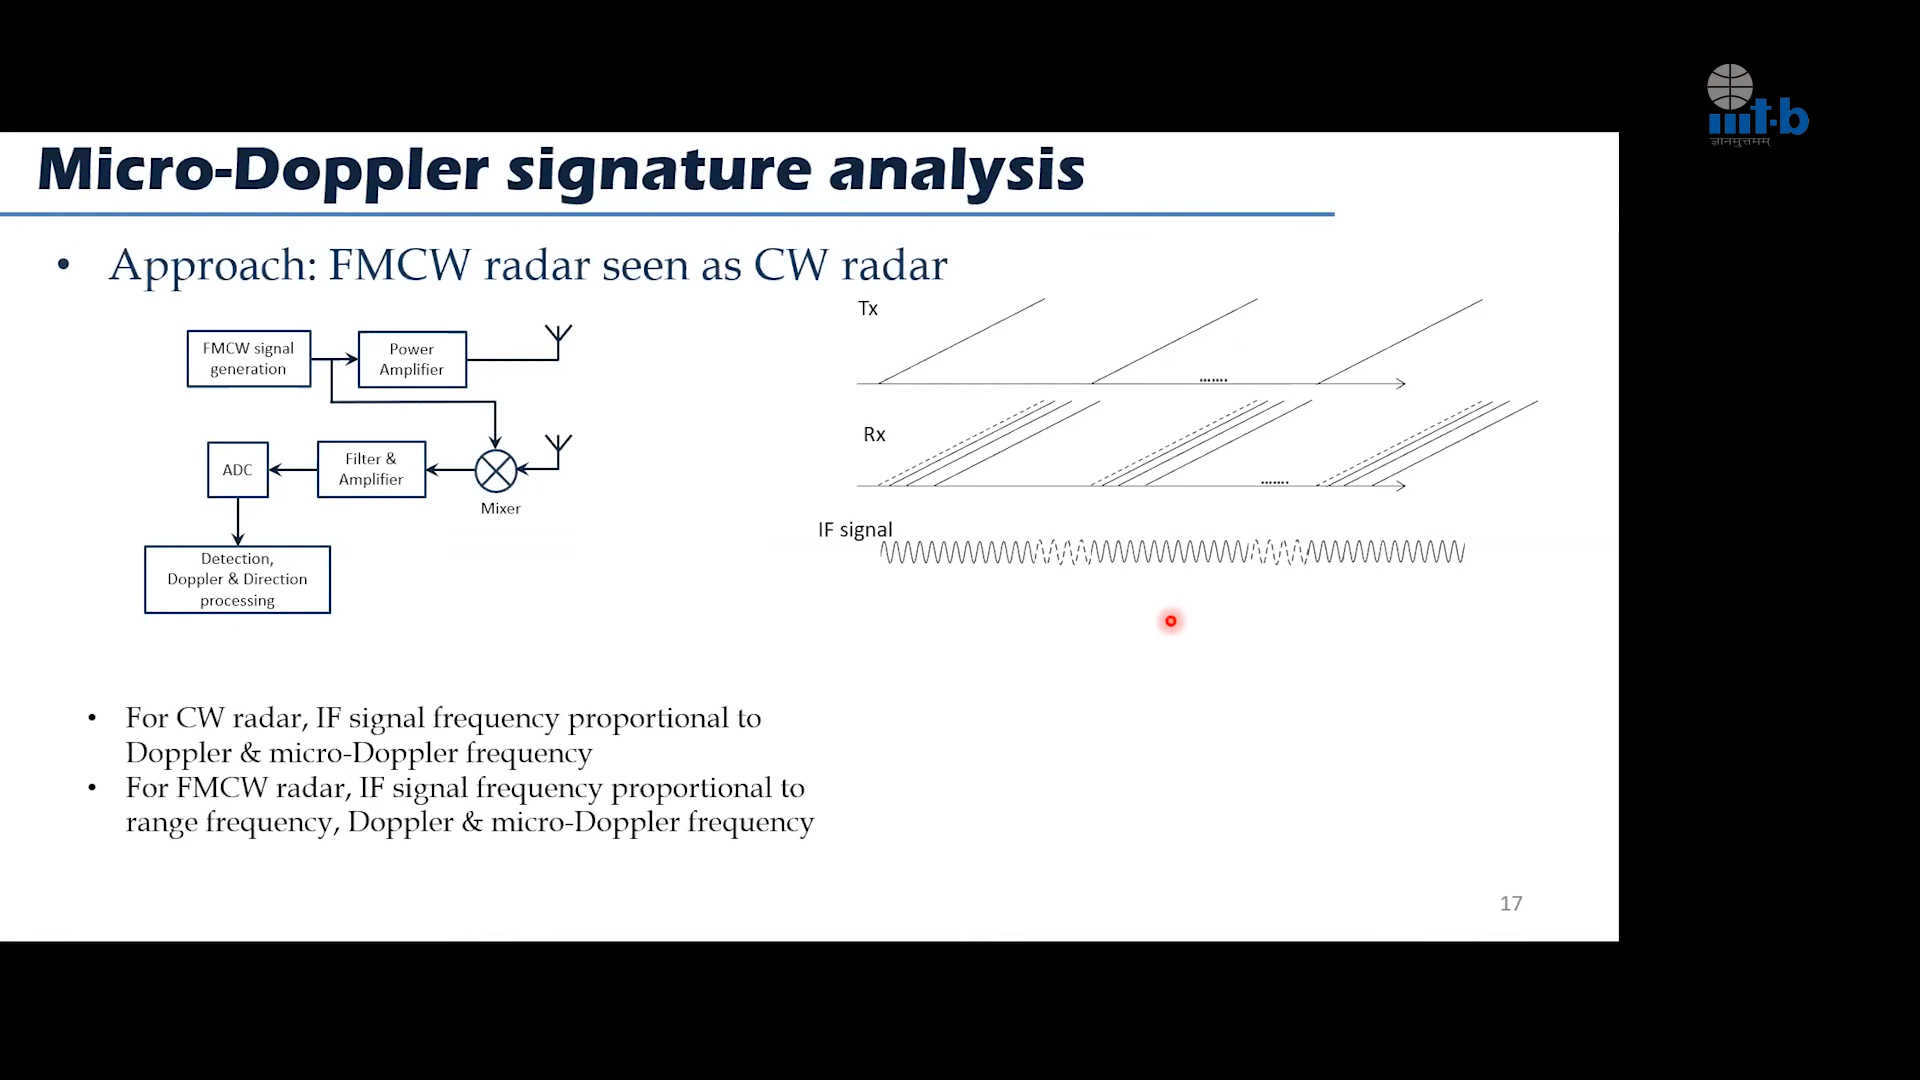 iiit-b
ज्ञानमुत्तमम्
Micro-Doppler signature analysis
• Approach: FMCW radar seen as CW radar
FMCW signal
generation
Power
Amplifier
ADC
Filter &
Amplifier
Mixer
Detection,
Doppler & Direction
processing
Tx
.......
Rx
.......
IF signal
• For CW radar, IF signal frequency proportional to
Doppler & micro-Doppler frequency
• For FMCW radar, IF signal frequency proportional to
range frequency, Doppler & micro-Doppler frequency
17